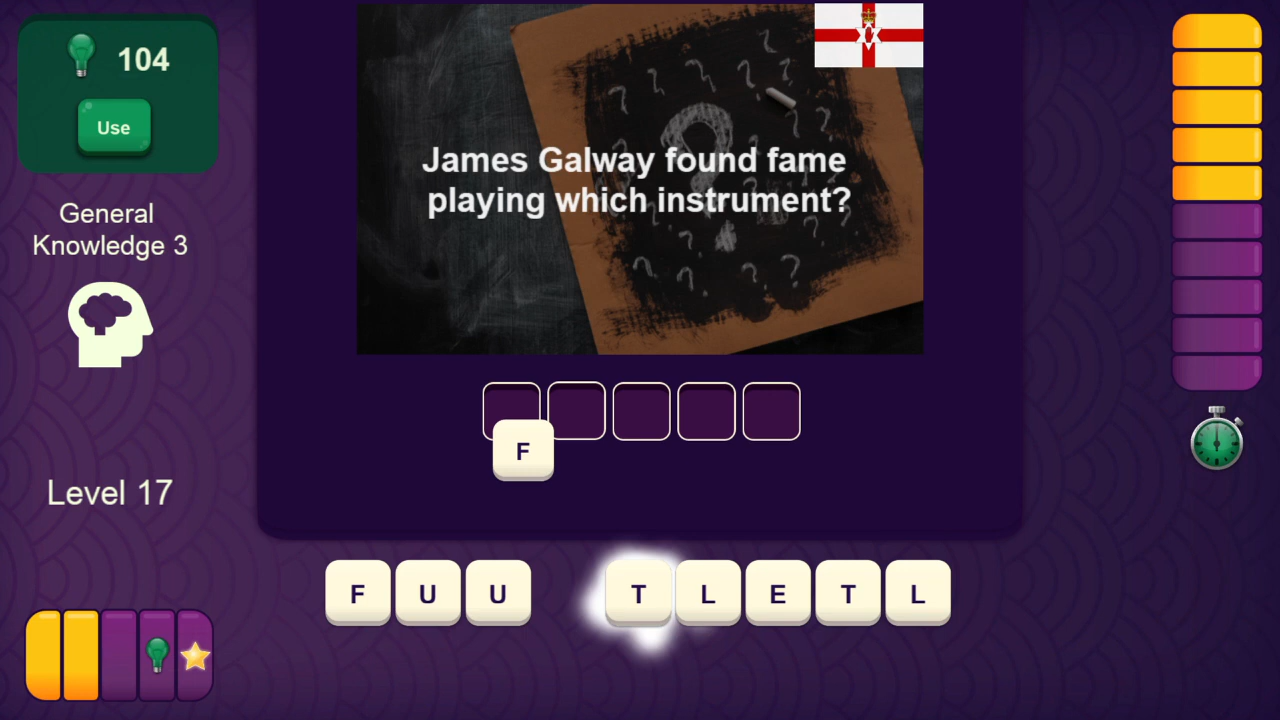 104
Use
General
Knowledge 3
Level 17
James Galway found fame
playing which instrument?
F
F U U T L E T L